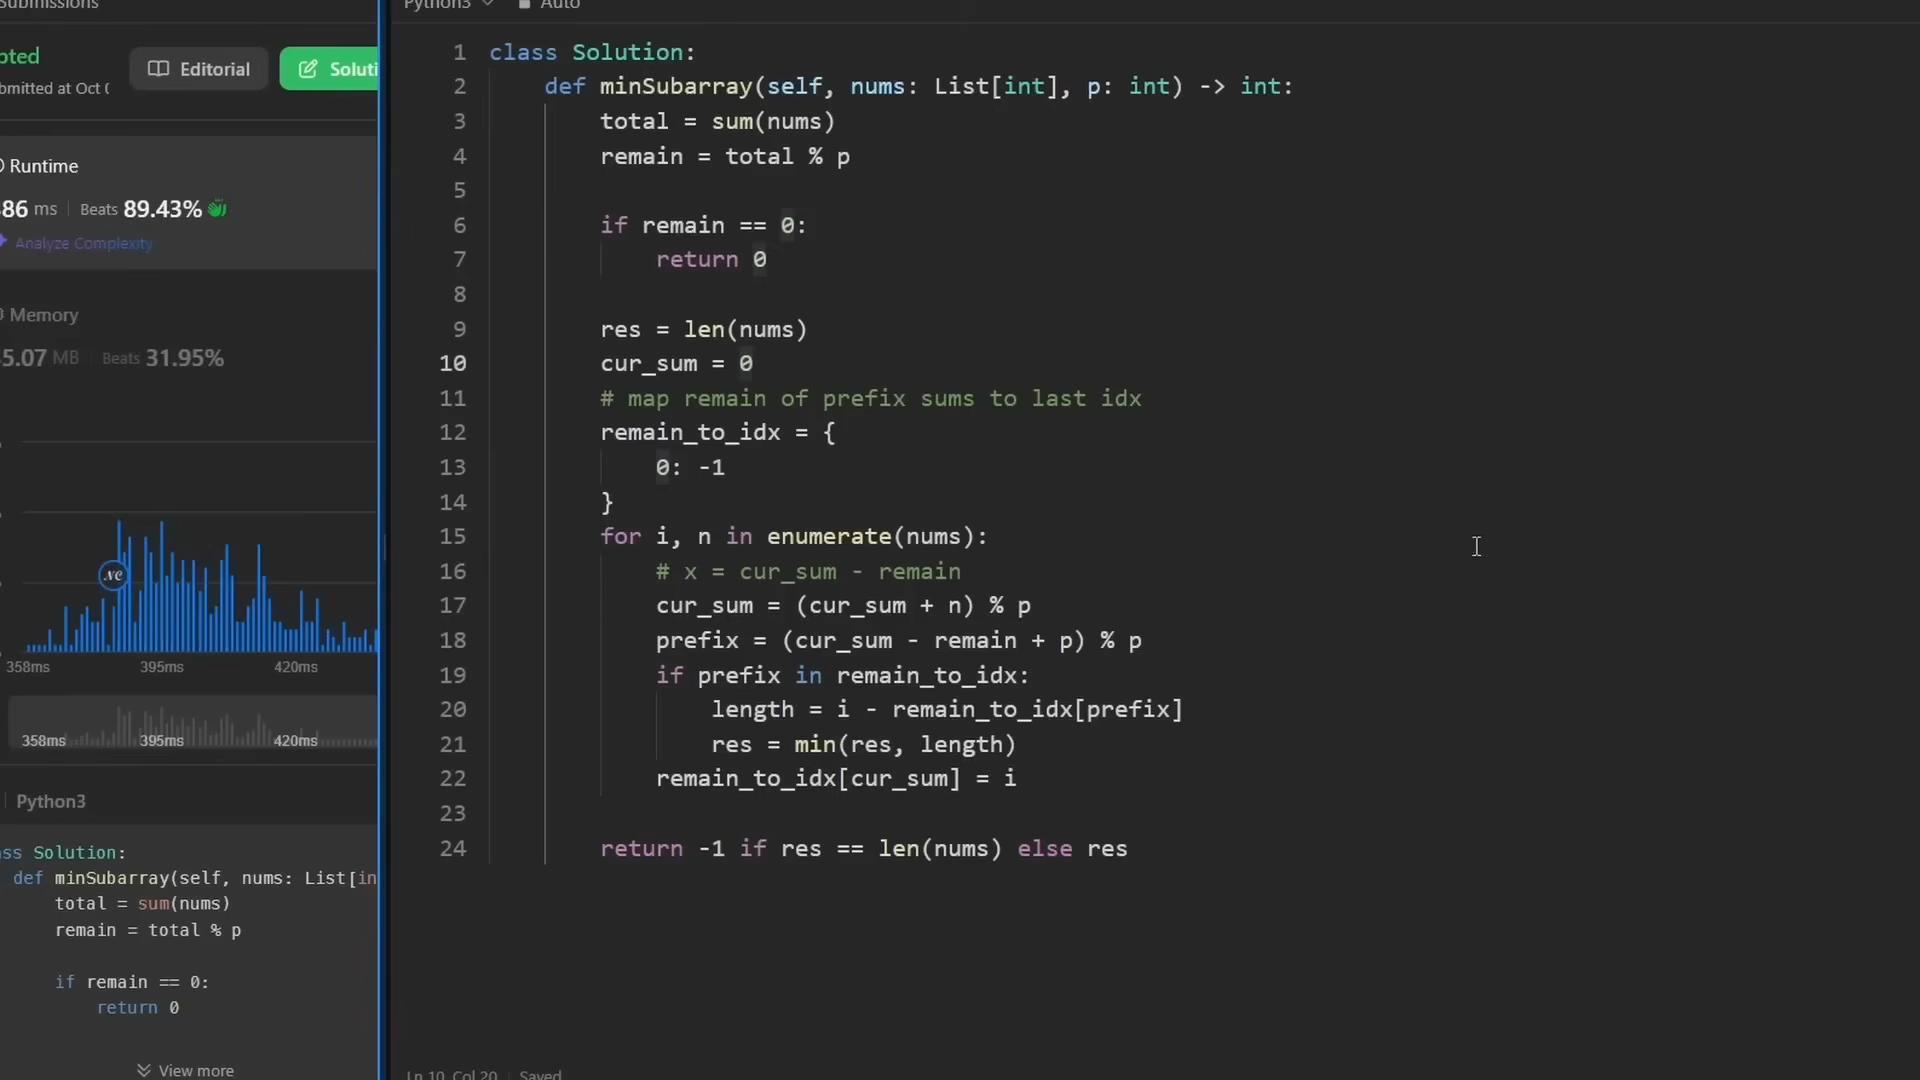 Submissions
pted
Editorial
Soluti
bmitted at Oct
Runtime
86 ms | Beats 89.43%
Analyze Complexity
Memory
5.07 MB | Beats 31.95%
358ms 395ms 420ms
358ms 395ms 420ms
Python3
ss Solution:
def minSubarray(self, nums: List[in
total = sum(nums)
remain = total % p
if remain == 0:
return 0
View more
Python3 Auto
1 class Solution:
2 def minSubarray(self, nums: List[int], p: int) -> int:
3 total = sum(nums)
4 remain = total % p
5
6 if remain == 0:
7 return 0
8
9 res = len(nums)
10 cur_sum = 0
11 # map remain of prefix sums to last idx
12 remain_to_idx = {
13 0: -1
14 }
15 for i, n in enumerate(nums):
16 # x = cur_sum - remain
17 cur_sum = (cur_sum + n) % p
18 prefix = (cur_sum - remain + p) % p
19 if prefix in remain_to_idx:
20 length = i - remain_to_idx[prefix]
21 res = min(res, length)
22 remain_to_idx[cur_sum] = i
23
24 return -1 if res == len(nums) else res
Ln 10, Col 20 | Saved